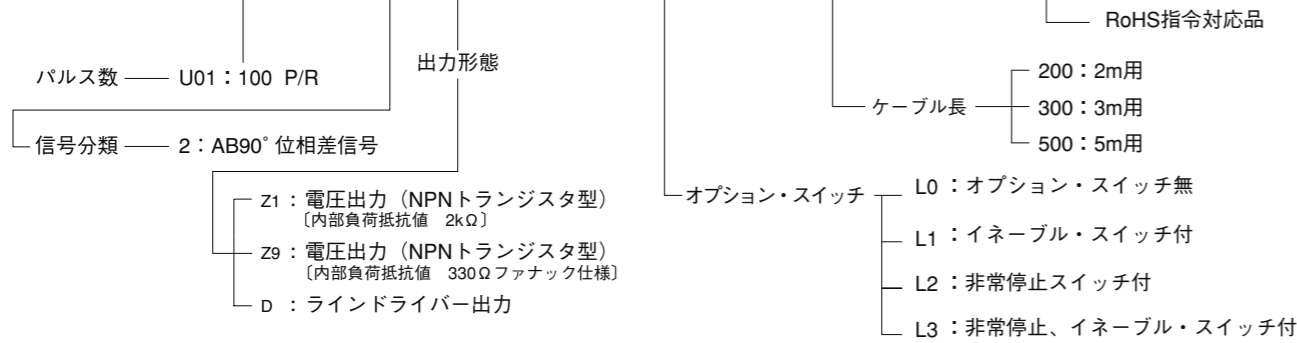 RoHS指令対応品
出力形態
パルス数
U01：100 P/R
200：2m用
ケーブル長
300：3m用
500：5m用
信号分類
2：AB90°位相差信号
Z1：電圧出力（NPNトランジスタ型）
〔内部負荷抵抗値　2kΩ〕
Z9：電圧出力（NPNトランジスタ型）
〔内部負荷抵抗値　330Ωファナック仕様〕
D ：ラインドライバー出力
オプション・スイッチ
L0 ：オプション・スイッチ無
L1 ：イネーブル・スイッチ付
L2 ：非常停止スイッチ付
L3 ：非常停止、イネーブル・スイッチ付